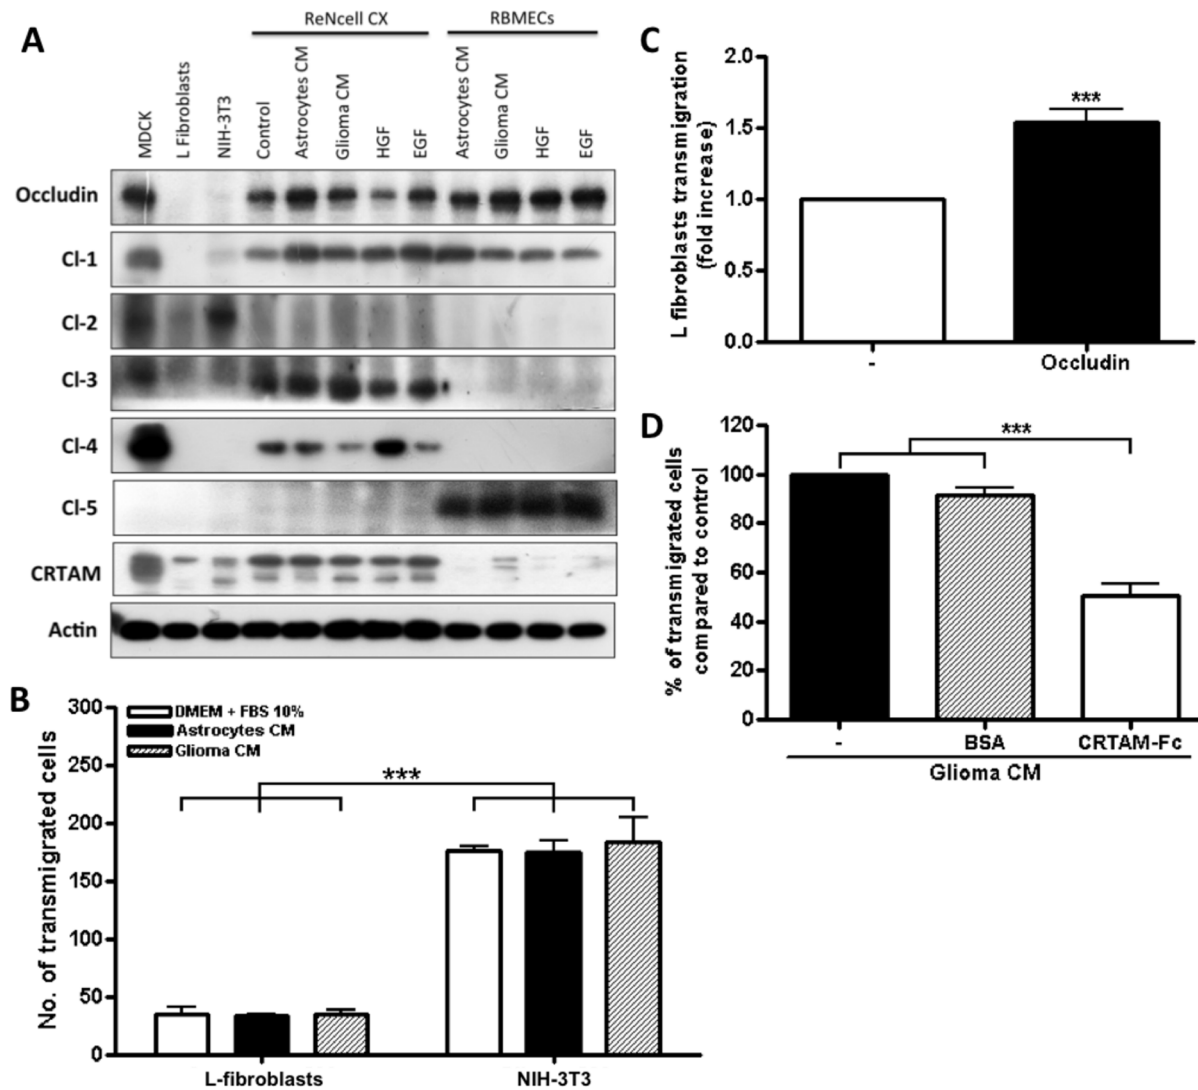 A
ReNcell CX
RBMECs
MDCK
L Fibroblasts
NIH-3T3
Control
Astrocytes CM
Glioma CM
HGF
EGF
Astrocytes CM
Glioma CM
HGF
EGF
Occludin
Cl-1
Cl-2
Cl-3
Cl-4
Cl-5
CRTAM
Actin
B
No. of transmigrated cells
300
250
200
150
100
50
0
DMEM + FBS 10%
Astrocytes CM
Glioma CM
***
L-fibroblasts
NIH-3T3
C
L fibroblasts transmigration
(fold increase)
2.0
1.5
1.0
0.5
0.0
***
-
Occludin
D
% of transmigrated cells
compared to control
120
100
80
60
40
20
0
***
-
BSA
CRTAM-Fc
Glioma CM